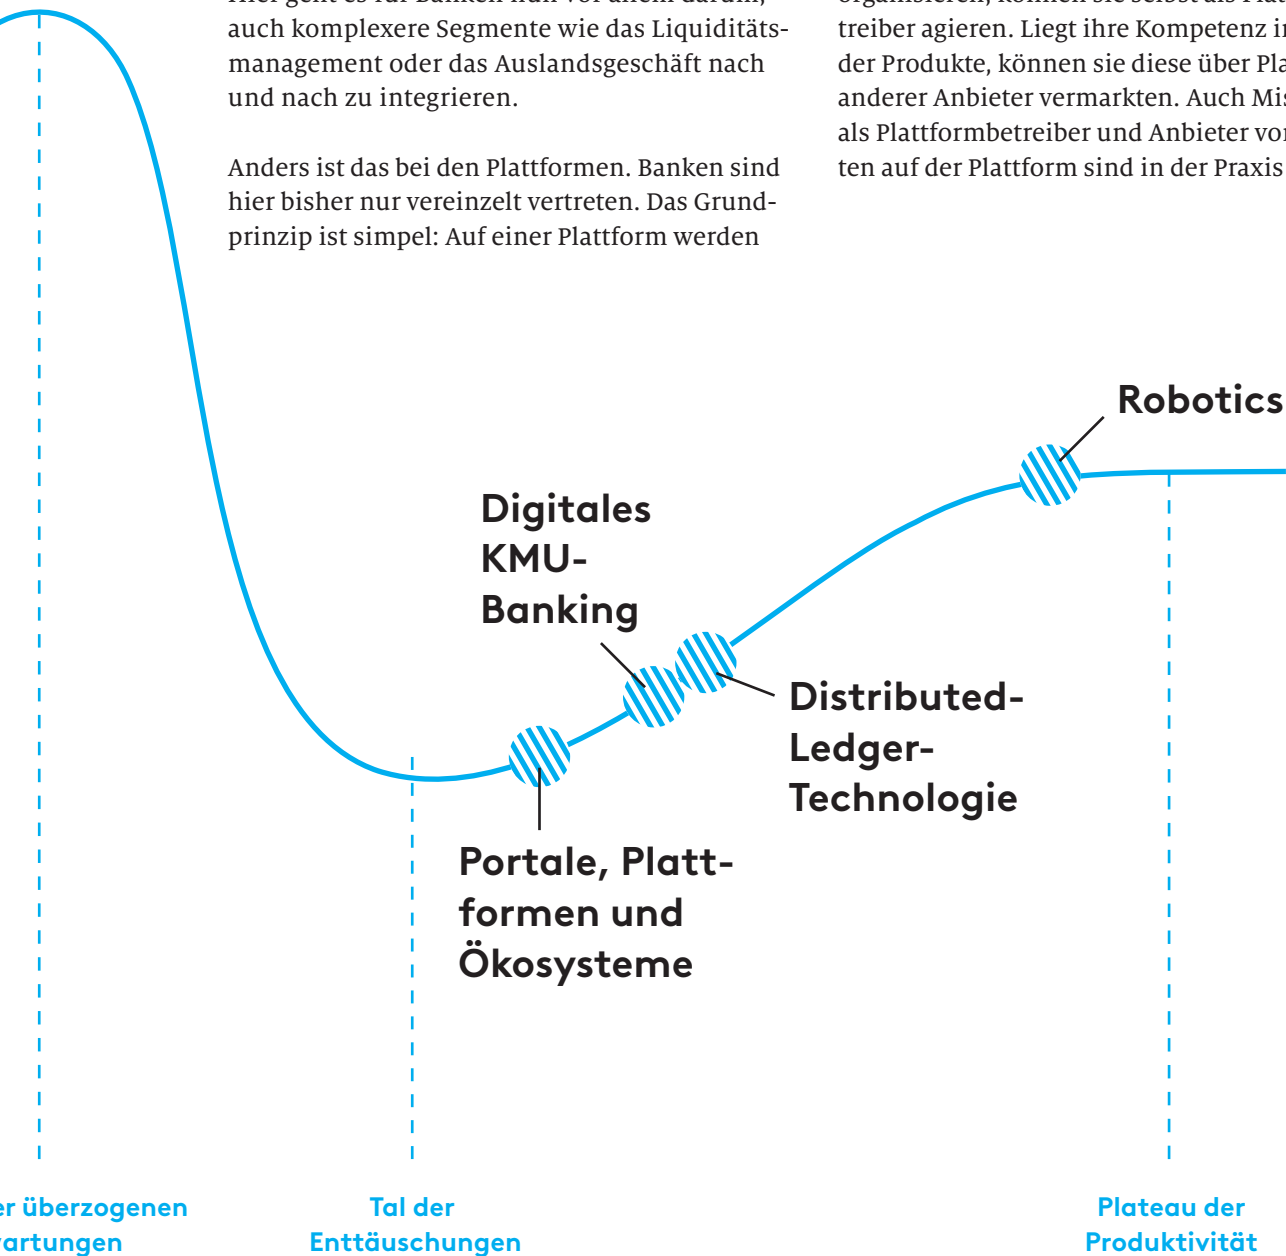 auch komplexere Segmente wie das Liquiditäts-
management oder das Auslandsgeschäft nach
und nach zu integrieren.
Anders ist das bei den Plattformen. Banken sind
hier bisher nur vereinzelt vertreten. Das Grund-
prinzip ist simpel: Auf einer Plattform werden
treiber agieren. Liegt ihre Kompetenz
der Produkte, können sie diese über
anderer Anbieter vermarkten. Auch
als Plattformbetreiber und Anbieter
ten auf der Plattform sind in der Praxis
Robotics
Digitales
KMU-
Banking
Distributed-
Ledger-
Technologie
Portale, Platt-
formen und
Ökosysteme
überzogenen
Tal der
Enttäuschungen
Plateau der
Produktivität